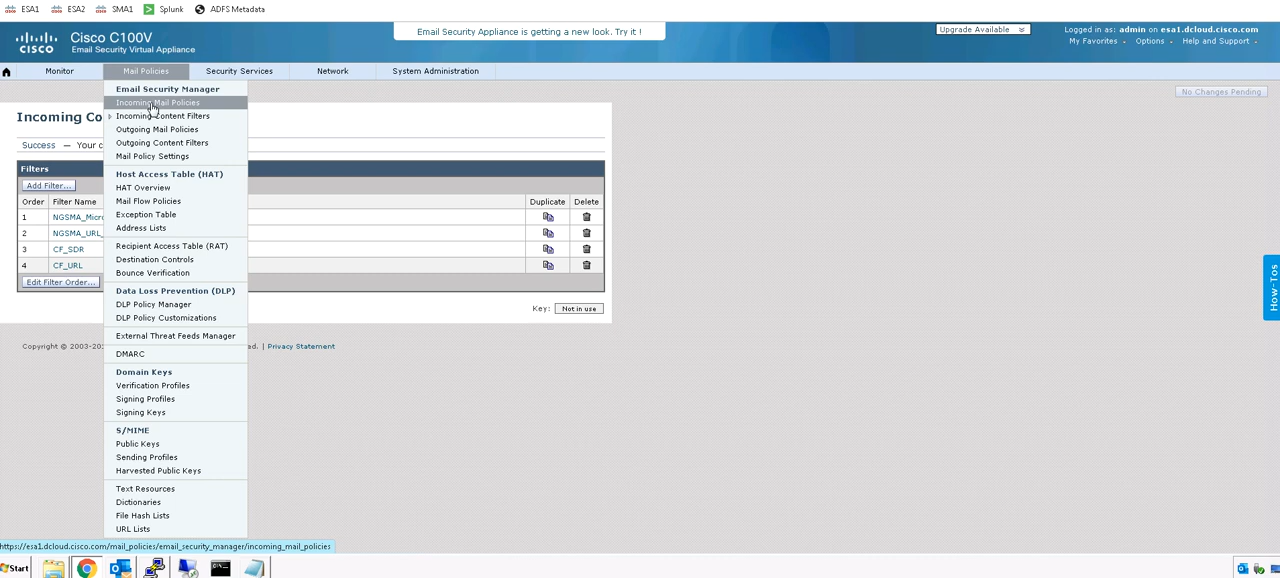 ESA1 ESA2 SMA1 Splunk ADFS Metadata
Email Security Appliance is getting a new look. Try it !
Upgrade Available
Logged in as: admin on esa1.dcloud.cisco.com
My Favorites Options Help and Support
CISCO
Cisco C100V
Email Security Virtual Appliance
Monitor Mail Policies Security Services Network System Administration
No Changes Pending
Email Security Manager
Incoming Mail Policies
Incoming Content Filters
Outgoing Mail Policies
Outgoing Content Filters
Mail Policy Settings
Host Access Table (HAT)
HAT Overview
Mail Flow Policies
Exception Table
Address Lists
Recipient Access Table (RAT)
Destination Controls
Bounce Verification
Data Loss Prevention (DLP)
DLP Policy Manager
DLP Policy Customizations
External Threat Feeds Manager
DMARC
Domain Keys
Verification Profiles
Signing Profiles
Signing Keys
S/MIME
Public Keys
Sending Profiles
Harvested Public Keys
Text Resources
Dictionaries
File Hash Lists
URL Lists
Incoming Co
Success — Your c
Filters
Add Filter...
Order Filter Name Duplicate Delete
1 NGSMA_Micr
2 NGSMA_URL_
3 CF_SDR
4 CF_URL
Edit Filter Order...
Key: Not in use
Copyright © 2003-20 ed. | Privacy Statement
How-Tos
https://esa1.dcloud.cisco.com/mail_policies/email_security_manager/incoming_mail_policies
Start